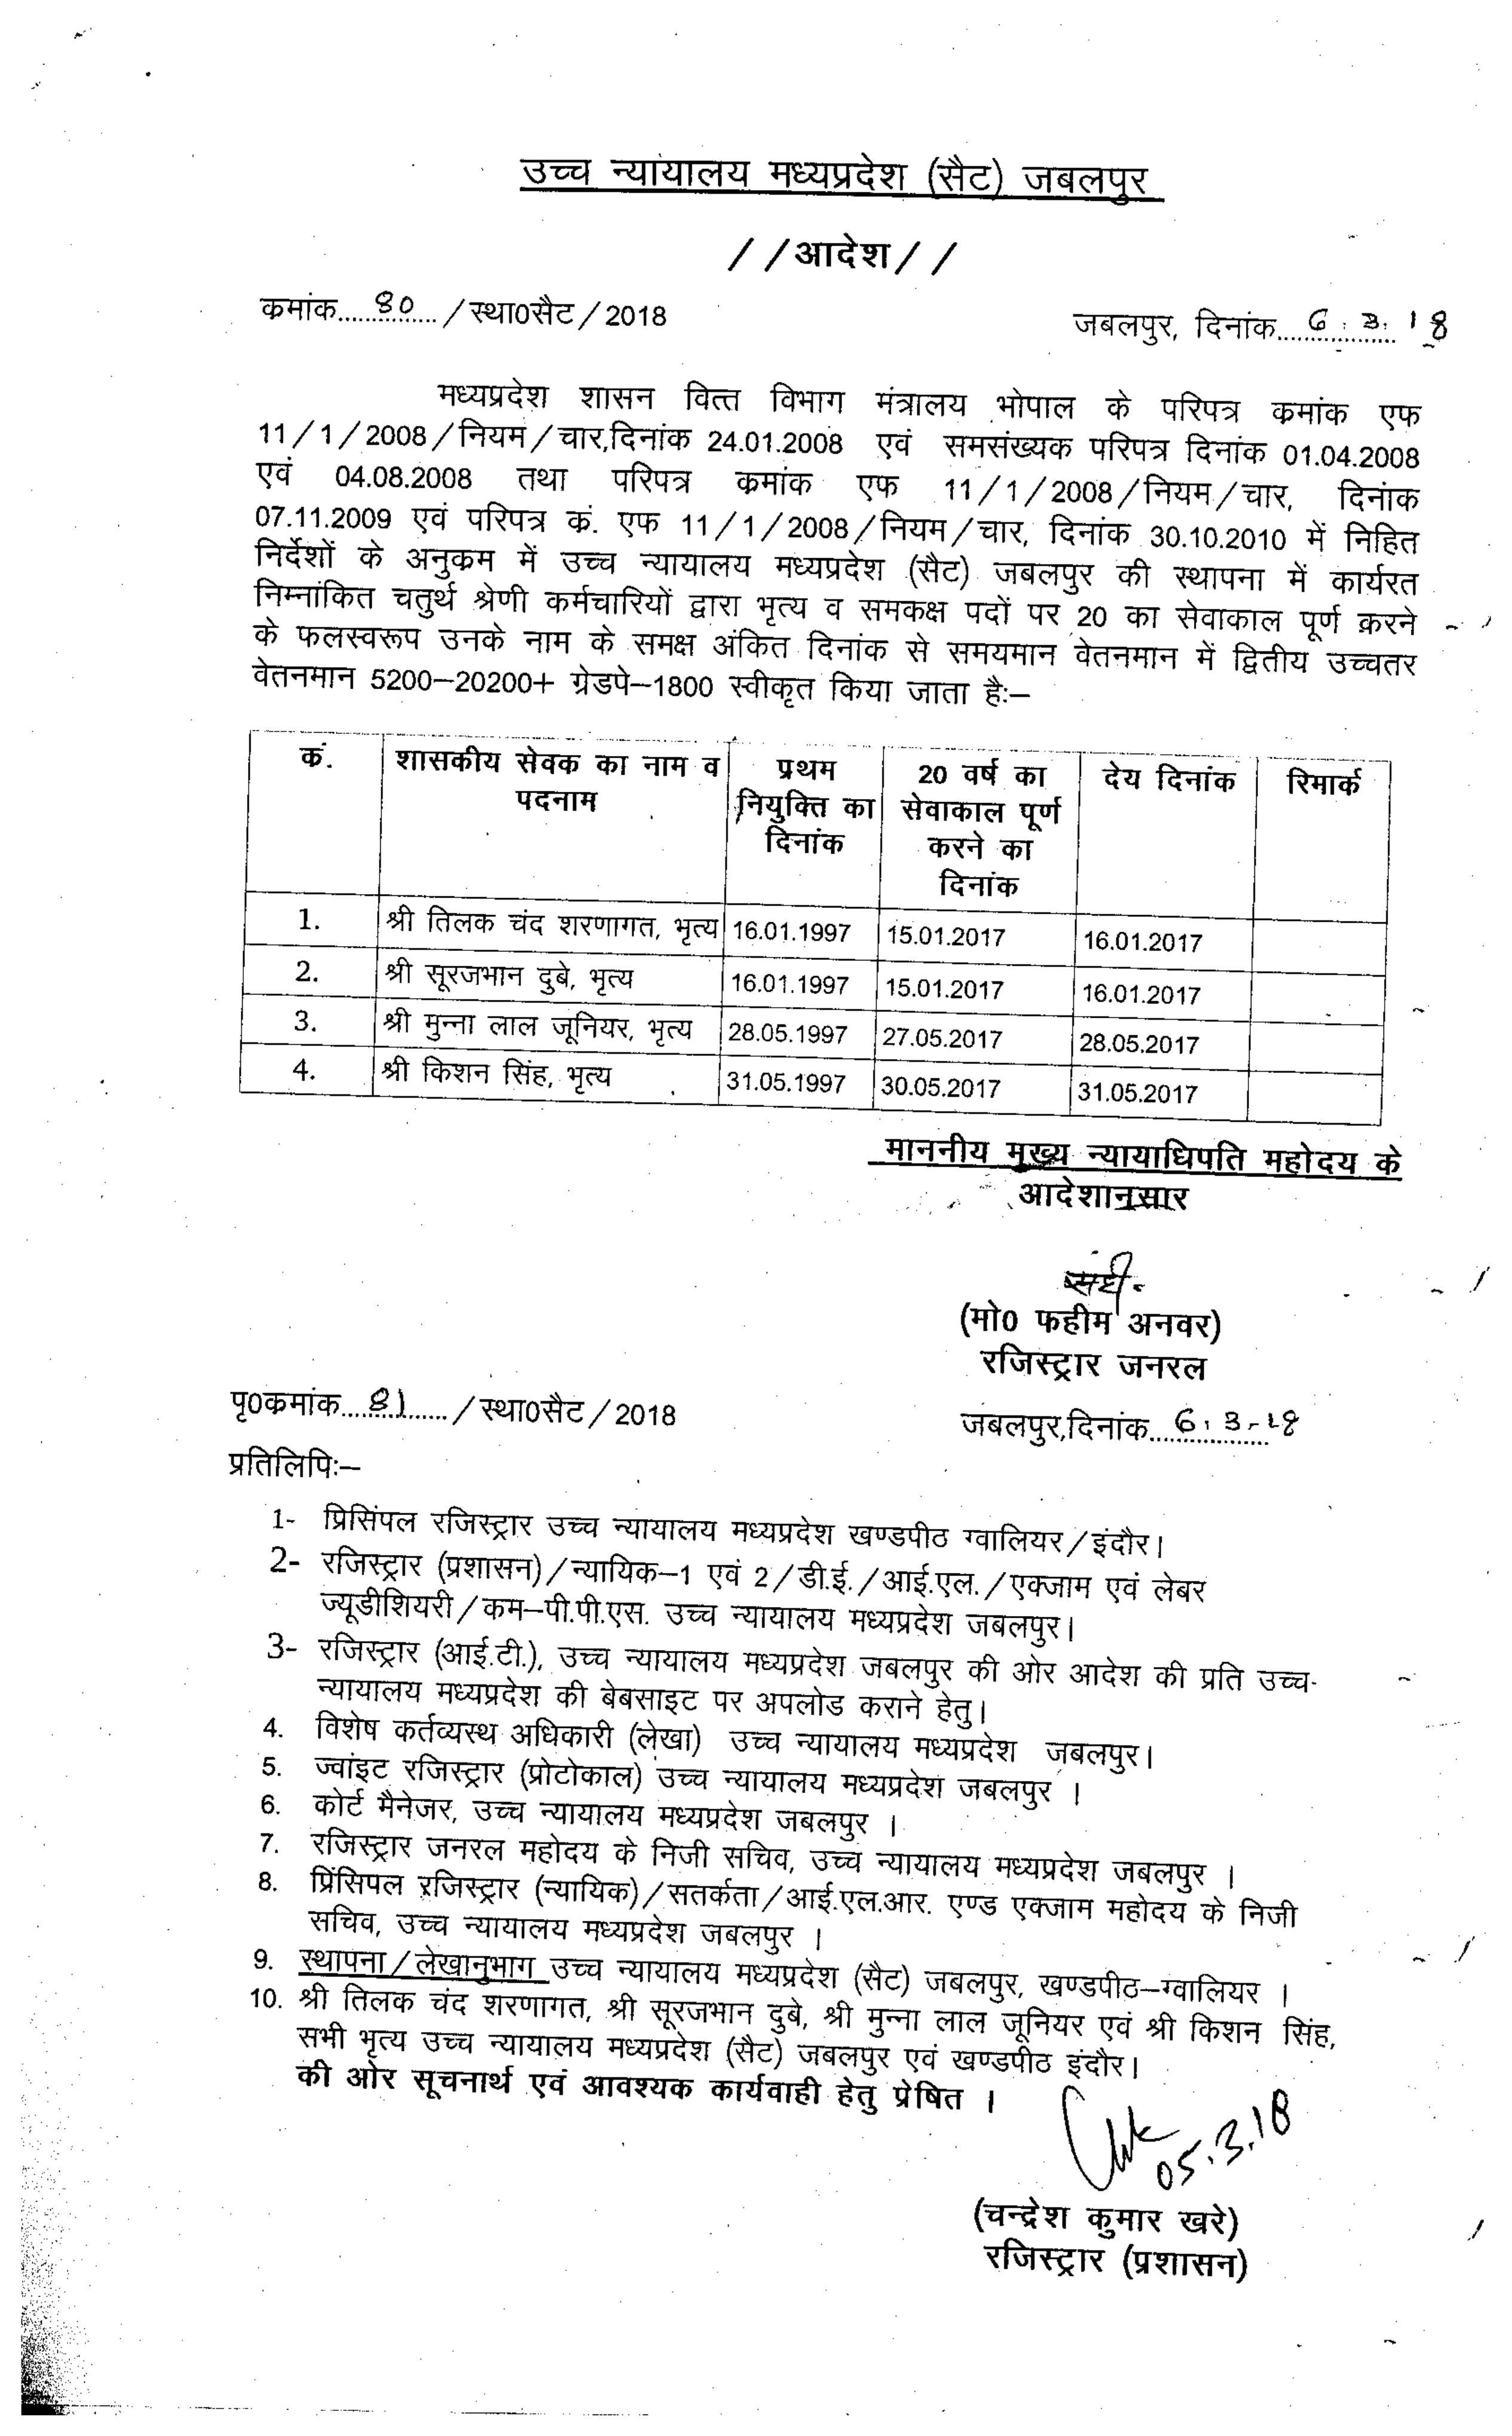 उच्च न्यायालय मध्यप्रदेश (सैट) जबलपुर
//आदेश//
कमांक....80..../स्था0सैट/2018
जबलपुर, दिनांक....6.3.18
मध्यप्रदेश शासन वित्त विभाग मंत्रालय भोपाल के परिपत्र कमांक एफ
11/1/2008/नियम/चार,दिनांक 24.01.2008 एवं समसंख्यक परिपत्र दिनांक 01.04.2008
एवं 04.08.2008 तथा परिपत्र कमांक एफ 11/1/2008/नियम/चार, दिनांक
07.11.2009 एवं परिपत्र कं. एफ 11/1/2008/नियम/चार, दिनांक 30.10.2010 में निहित
निर्देशों के अनुकम में उच्च न्यायालय मध्यप्रदेश (सैट) जबलपुर की स्थापना में कार्यरत
निम्नांकित चतुर्थ श्रेणी कर्मचारियों द्वारा भृत्य व समकक्ष पदों पर 20 का सेवाकाल पूर्ण करने
के फलस्वरूप उनके नाम के समक्ष अंकित दिनांक से समयमान वेतनमान में द्वितीय उच्चतर
वेतनमान 5200–20200+ ग्रेडपे–1800 स्वीकृत किया जाता हैः–
कं. शासकीय सेवक का नाम व पदनाम प्रथम नियुक्ति का दिनांक 20 वर्ष का सेवाकाल पूर्ण करने का दिनांक देय दिनांक रिमार्क
1. श्री तिलक चंद शरणागत, भृत्य 16.01.1997 15.01.2017 16.01.2017
2. श्री सूरजभान दुबे, भृत्य 16.01.1997 15.01.2017 16.01.2017
3. श्री मुन्ना लाल जूनियर, भृत्य 28.05.1997 27.05.2017 28.05.2017
4. श्री किशन सिंह, भृत्य 31.05.1997 30.05.2017 31.05.2017
माननीय मुख्य न्यायाधिपति महोदय के
आदेशानुसार
(मो0 फहीम अनवर)
रजिस्ट्रार जनरल
पृ0कमांक....81..../स्था0सैट/2018
जबलपुर,दिनांक....6.3.18
प्रतिलिपिः–
1- प्रिसिंपल रजिस्ट्रार उच्च न्यायालय मध्यप्रदेश खण्डपीठ ग्वालियर/इंदौर।
2- रजिस्ट्रार (प्रशासन)/न्यायिक–1 एवं 2/डी.ई./आई.एल./एक्जाम एवं लेबर
ज्यूडीशियरी/कम–पी.पी.एस. उच्च न्यायालय मध्यप्रदेश जबलपुर।
3- रजिस्ट्रार (आई.टी.), उच्च न्यायालय मध्यप्रदेश जबलपुर की ओर आदेश की प्रति उच्च-
न्यायालय मध्यप्रदेश की बेबसाइट पर अपलोड कराने हेतु।
4. विशेष कर्तव्यस्थ अधिकारी (लेखा) उच्च न्यायालय मध्यप्रदेश जबलपुर।
5. ज्वांइट रजिस्ट्रार (प्रोटोकाल) उच्च न्यायालय मध्यप्रदेश जबलपुर ।
6. कोर्ट मैनेजर, उच्च न्यायालय मध्यप्रदेश जबलपुर ।
7. रजिस्ट्रार जनरल महोदय के निजी सचिव, उच्च न्यायालय मध्यप्रदेश जबलपुर ।
8. प्रिंसिपल रजिस्ट्रार (न्यायिक)/सतर्कता/आई.एल.आर. एण्ड एक्जाम महोदय के निजी
सचिव, उच्च न्यायालय मध्यप्रदेश जबलपुर ।
9. स्थापना/लेखानुभाग उच्च न्यायालय मध्यप्रदेश (सैट) जबलपुर, खण्डपीठ–ग्वालियर ।
10. श्री तिलक चंद शरणागत, श्री सूरजभान दुबे, श्री मुन्ना लाल जूनियर एवं श्री किशन सिंह,
सभी भृत्य उच्च न्यायालय मध्यप्रदेश (सैट) जबलपुर एवं खण्डपीठ इंदौर।
की ओर सूचनार्थ एवं आवश्यक कार्यवाही हेतु प्रेषित ।
05.3.18
(चन्द्रेश कुमार खरे)
रजिस्ट्रार (प्रशासन)